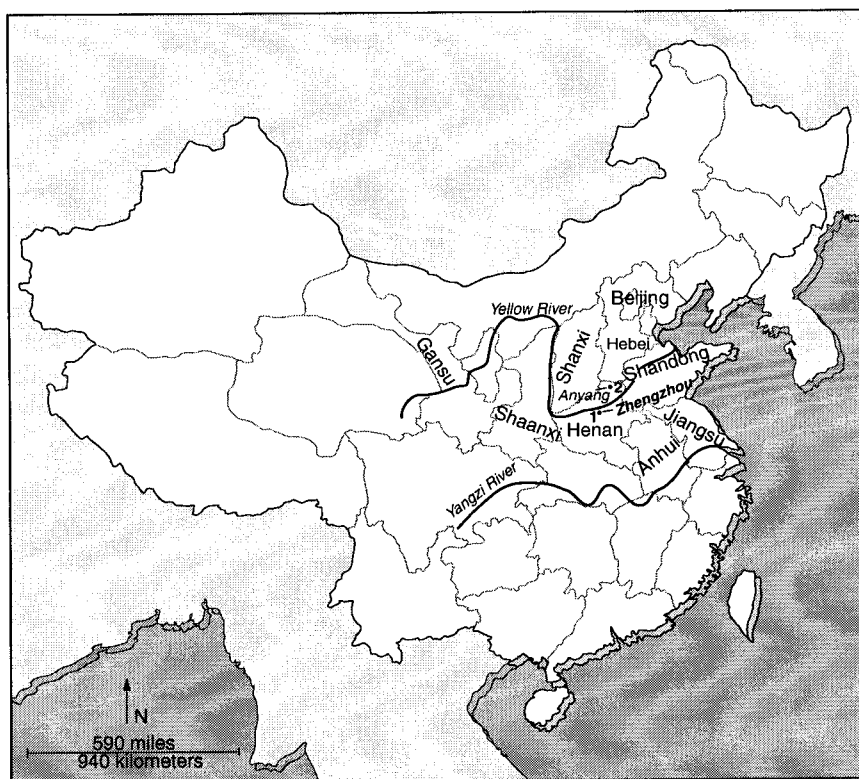 Yellow River
Beijing
Gansu
Shanxi
Hebei
Shandong
Anyang 2
1 Zhengzhou
Shaanxi
Henan
Jiangsu
Anhui
Yangzi River
N
590 miles
940 kilometers